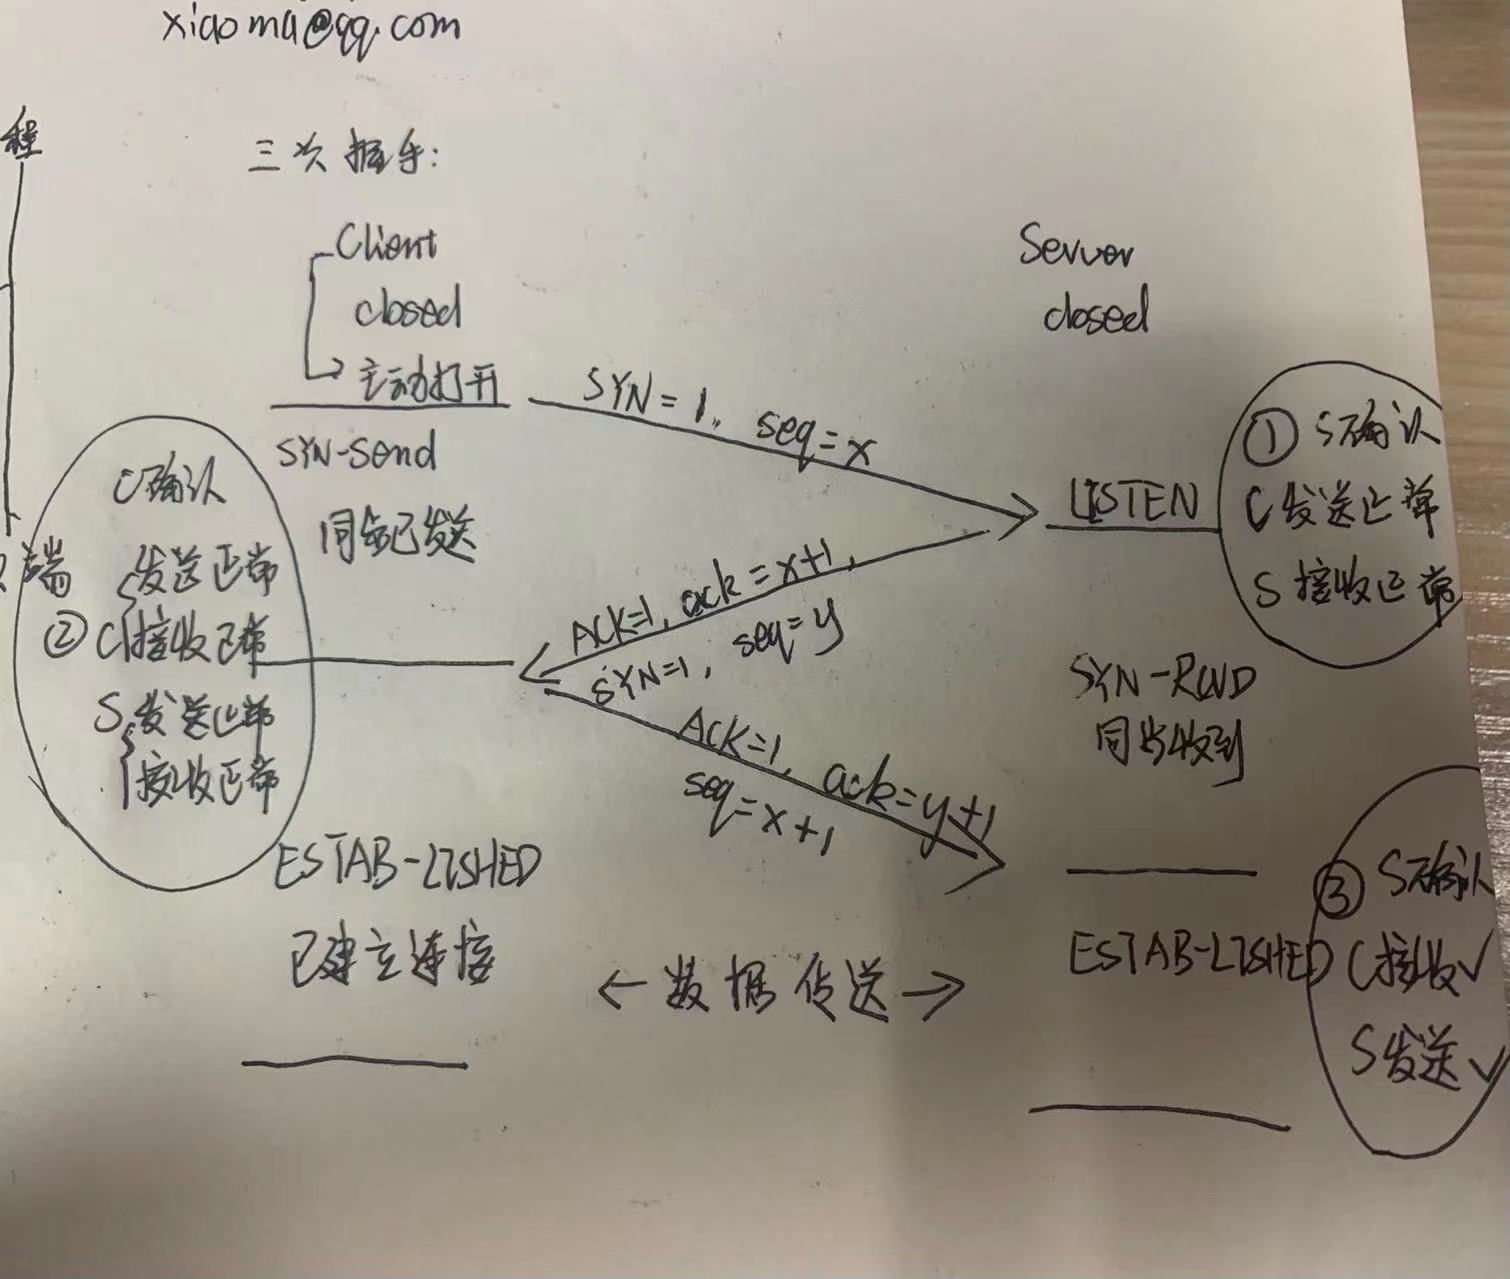 xiaoma@qq.com
程
三次握手:
Client
closed
主动打开
Server
closed
SYN=1, seq=x
SYN-Send
同步已发送
LISTEN
① S确认
C发送正常
S接收正常
C确认
端
发送正常
② C接收正常
S发送正常
接收正常
ACK=1, ack=x+1,
SYN=1, seq=y
SYN-RCVD
同步收到
ACK=1, ack=y+1
seq=x+1
ESTAB-LISHED
已建立连接
← 数据传送 →
ESTAB-LISHED
③ S确认
C接收√
S发送√